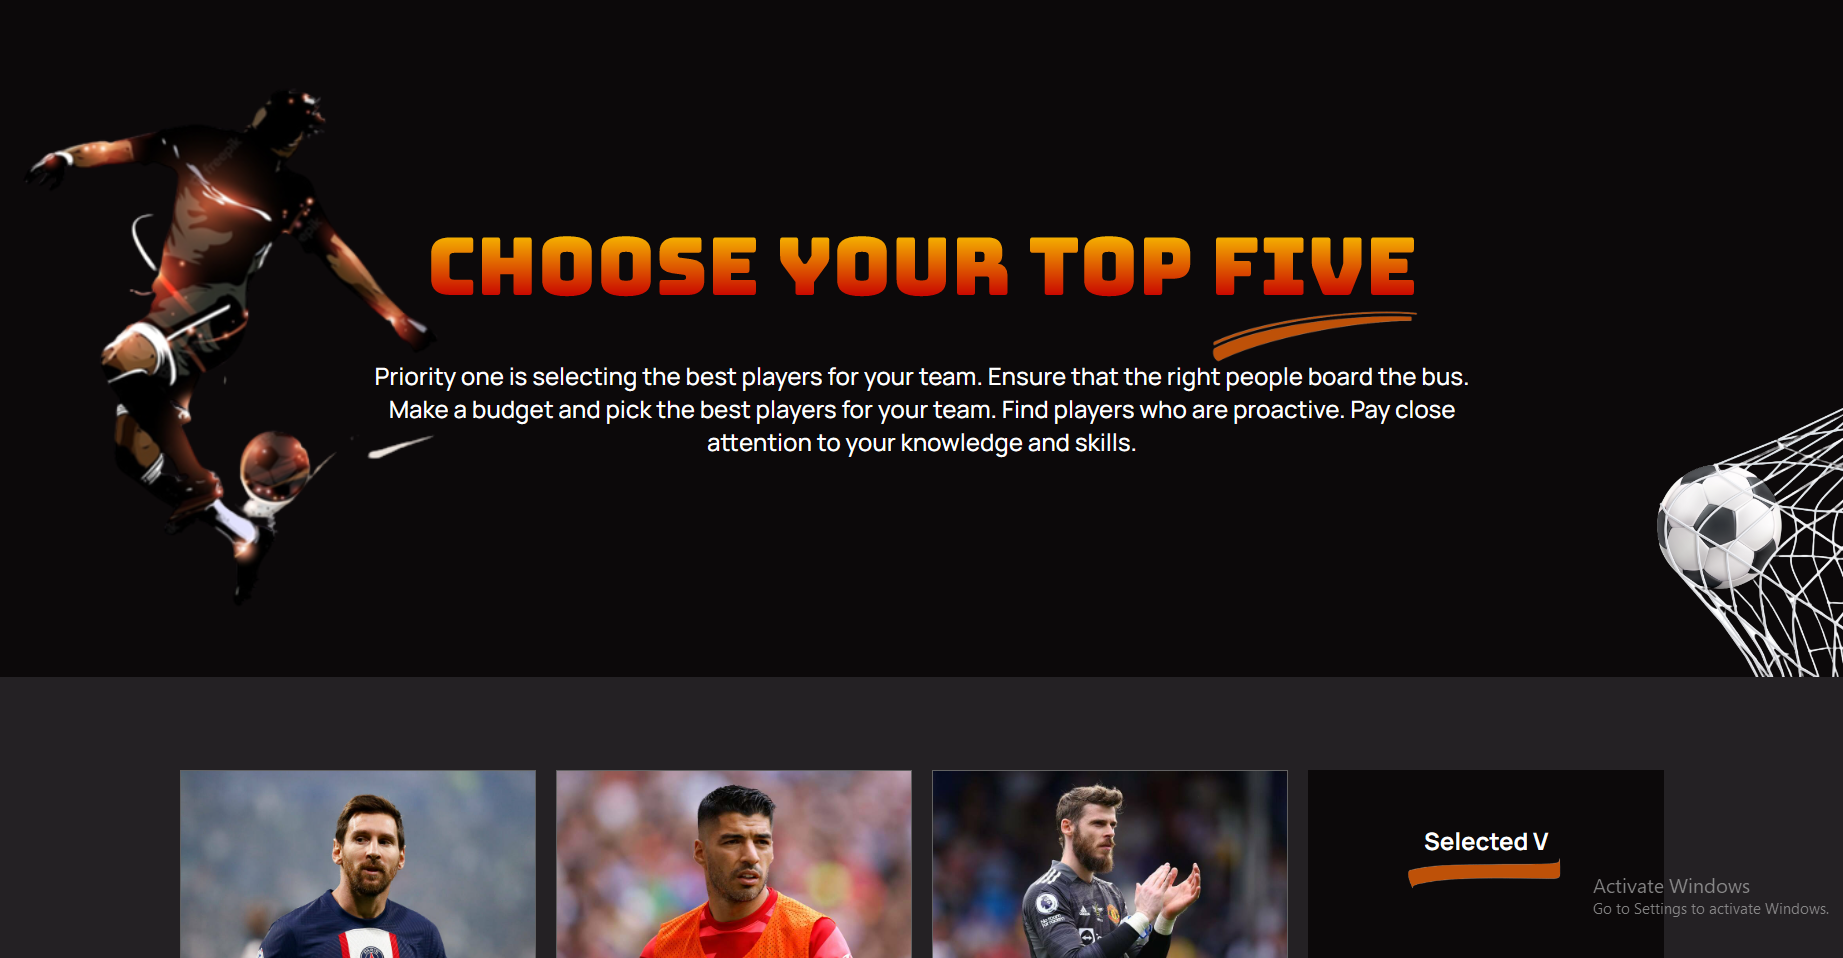 CHOOSE YOUR TOP FIVE
Priority one is selecting the best players for your team. Ensure that the right people board the bus.
Make a budget and pick the best players for your team. Find players who are proactive. Pay close
attention to your knowledge and skills.
Selected V
Activate Windows
Go to Settings to activate Windows.